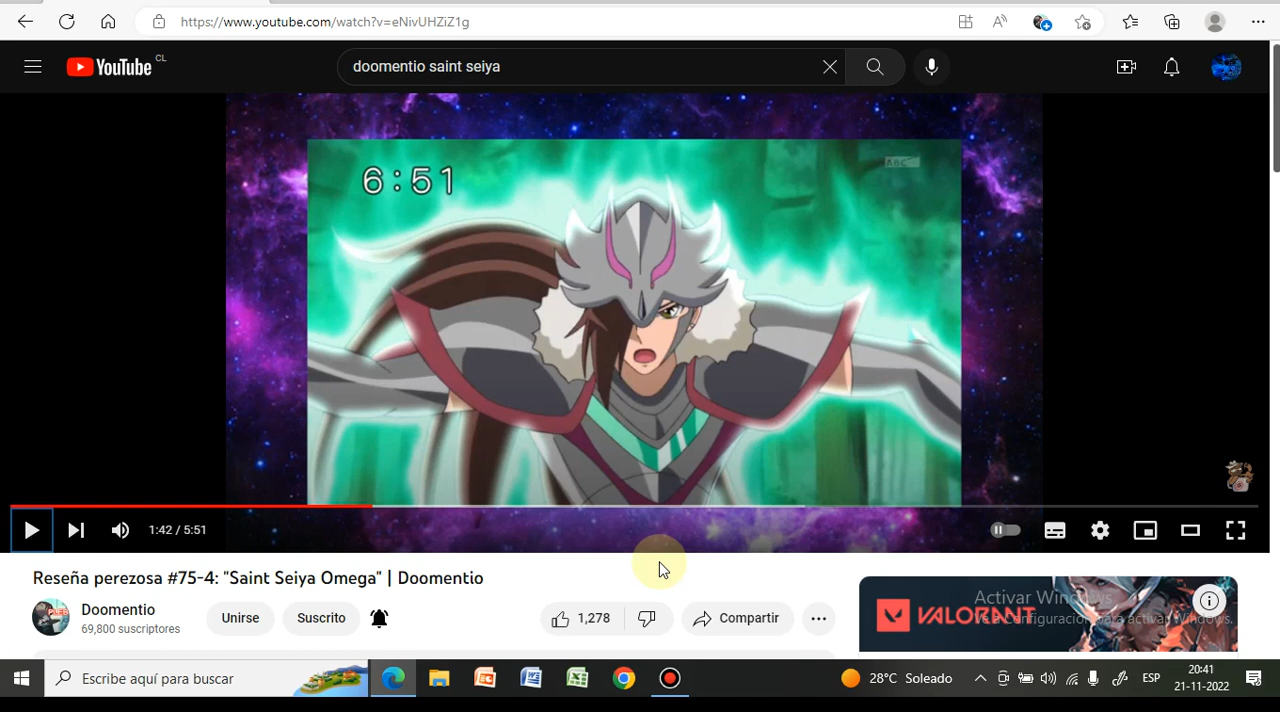 https://www.youtube.com/watch?v=eNivUHZiZ1g
YouTube CL
doomentio saint seiya
6:51
ABC
1:42 / 5:51
Reseña perezosa #75-4: "Saint Seiya Omega" | Doomentio
Doomentio
69,800 suscriptores
Unirse
Suscrito
1,278
Compartir
VALORANT
Activar Windows
Ve a Configuración para activar Windows.
Escribe aquí para buscar
28°C Soleado
ESP
20:41
21-11-2022